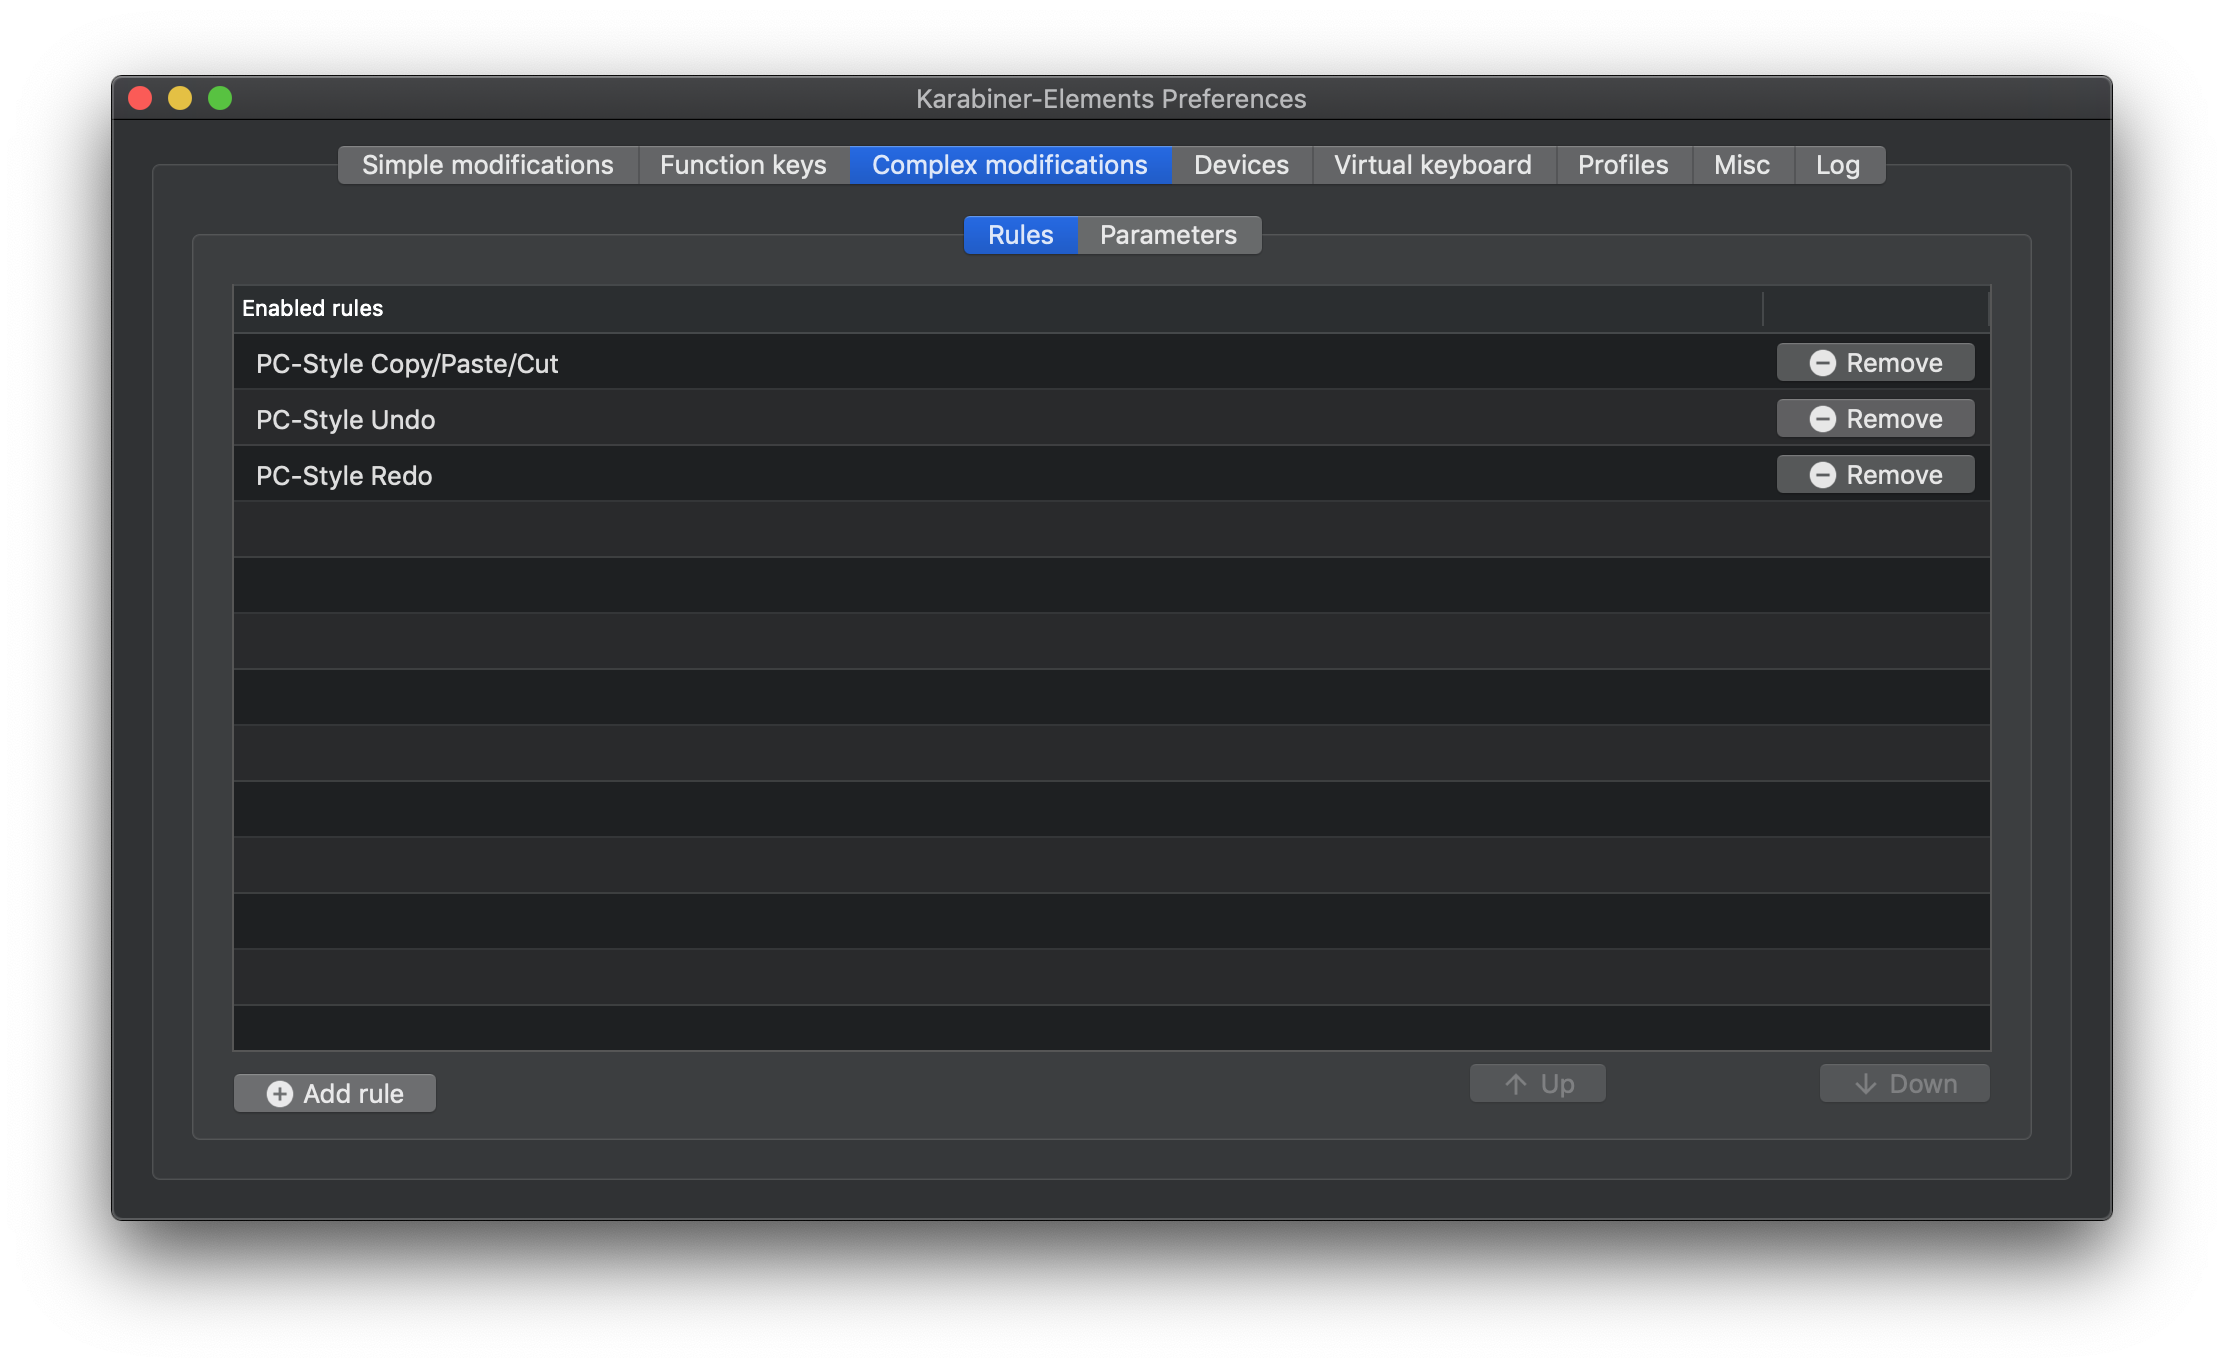 Karabiner-Elements Preferences
Simple modifications Function keys Complex modifications Devices Virtual keyboard Profiles Misc Log
Rules Parameters
Enabled rules
PC-Style Copy/Paste/Cut Remove
PC-Style Undo Remove
PC-Style Redo Remove
Add rule Up Down